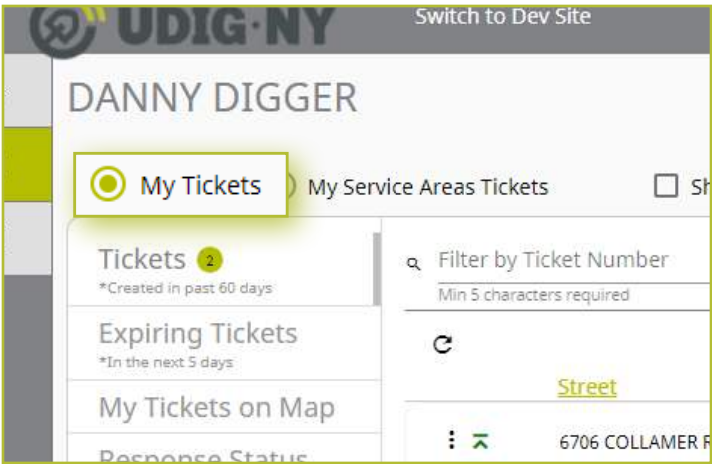 UDIG·NY
Switch to Dev Site
DANNY DIGGER
My Tickets
My Service Areas Tickets
Tickets 2
*Created in past 60 days
Filter by Ticket Number
Min 5 characters required
Expiring Tickets
*In the next 5 days
Street
My Tickets on Map
6706 COLLAMER
Response Status